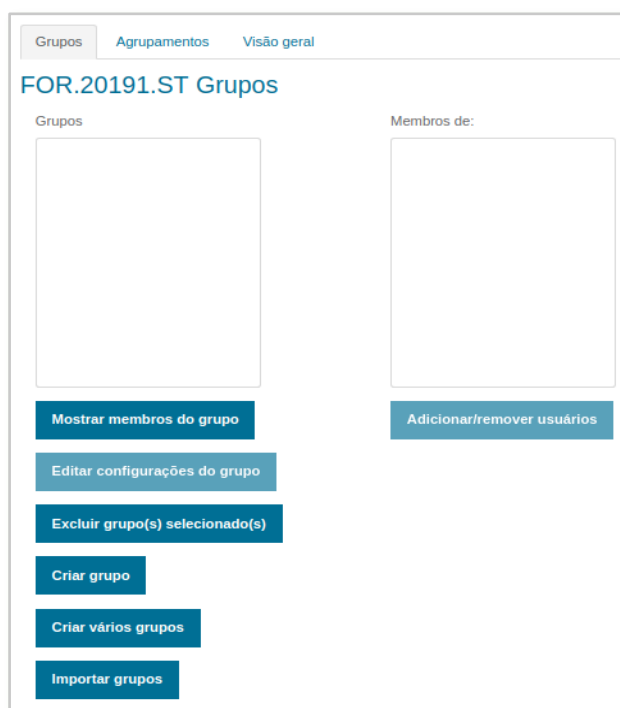 Grupos Agrupamentos Visão geral
FOR.20191.ST Grupos
Grupos
Membros de:
Mostrar membros do grupo
Adicionar/remover usuários
Editar configurações do grupo
Excluir grupo(s) selecionado(s)
Criar grupo
Criar vários grupos
Importar grupos